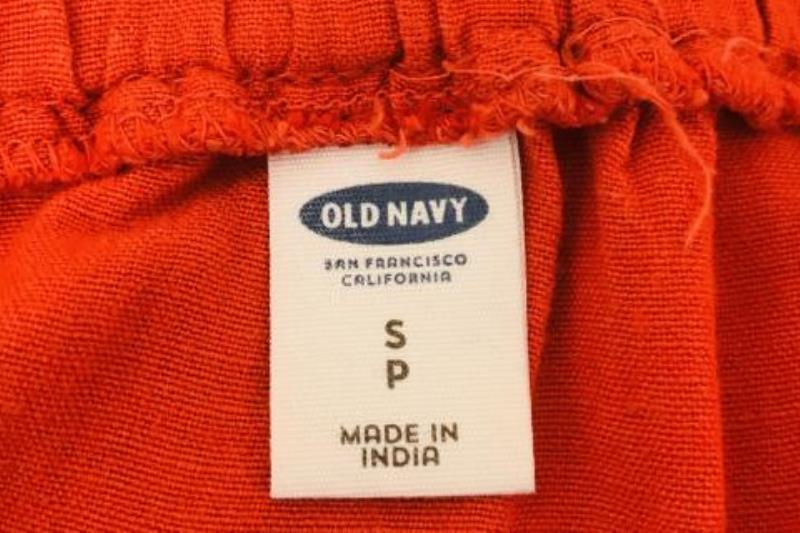 OLD NAVY
SAN FRANCISCO
CALIFORNIA
S
P
MADE IN
INDIA